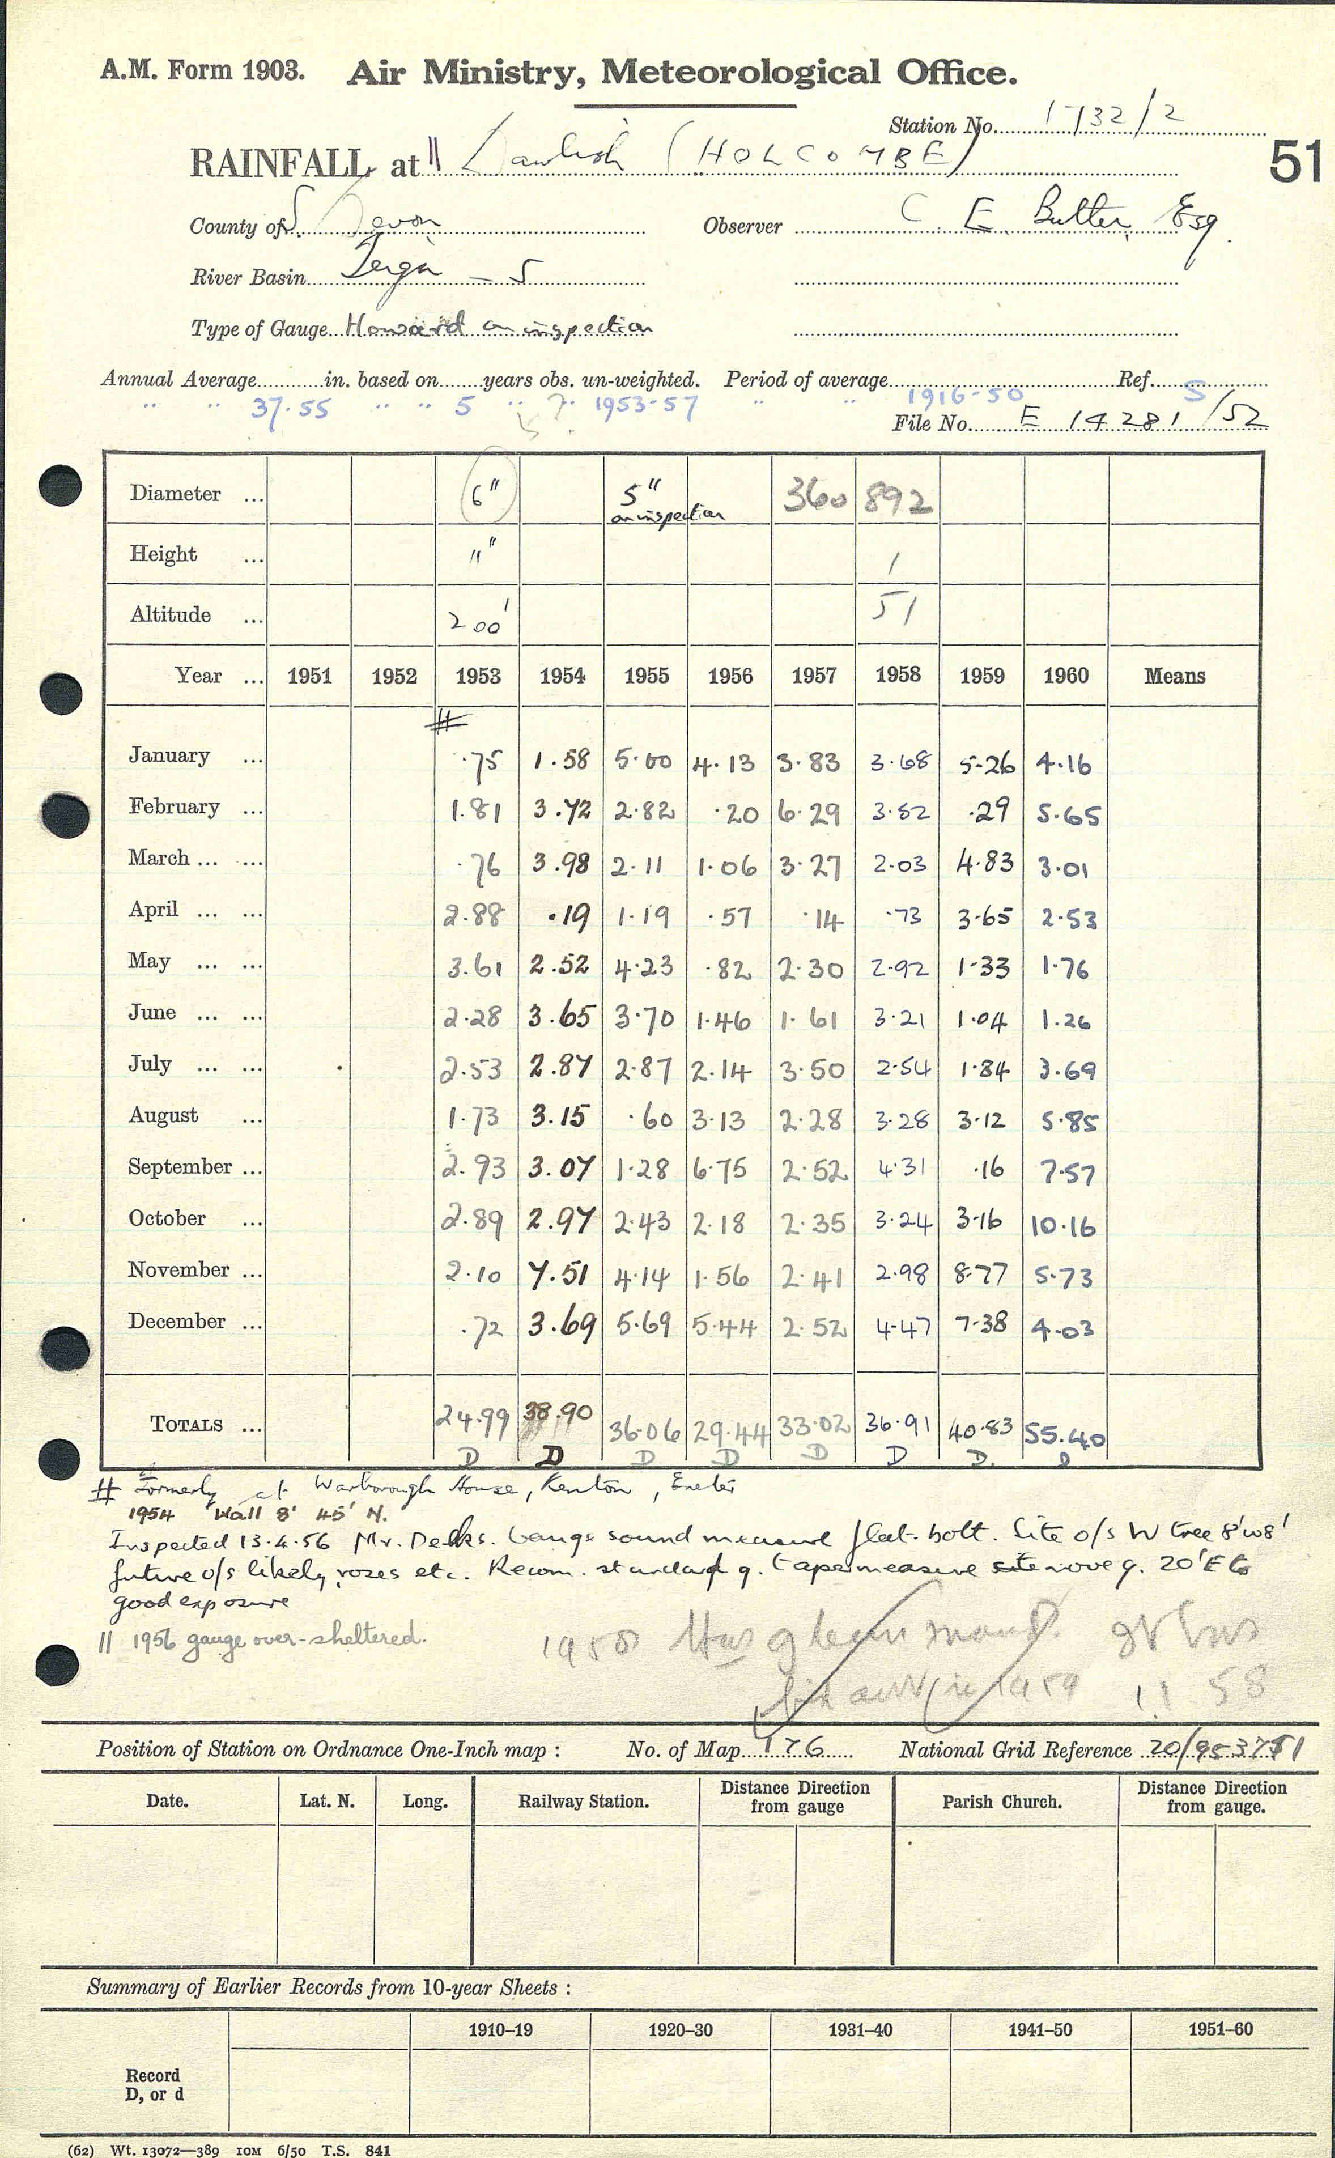 A.M. Form 1903. Air Ministry, Meteorological Office.
Station No. 1732/2
RAINFALL at || Dawlish (HOLCOMBE)
51
County of S. Devon Observer C. E. Butter, Esq.
River Basin Teign - S
Type of Gauge Howard on inspection
Annual Average in. based on years obs. un-weighted. Period of average Ref. S
" " 37.55 " " 5 " ? " 1953-57 " " 1916-50
File No. E 14281/52
Diameter ... 6" 5" on inspection 360 892
Height ... 11" 1
Altitude ... 200' 51
Year ... 1951 1952 1953 1954 1955 1956 1957 1958 1959 1960 Means
#
January ... .75 1.58 5.00 4.13 3.83 3.68 5.26 4.16
February ... 1.81 3.72 2.82 .20 6.29 3.52 .29 5.65
March ... ... .76 3.98 2.11 1.06 3.27 2.03 4.83 3.01
April ... ... 2.88 .19 1.19 .57 .14 .73 3.65 2.53
May ... ... 3.61 2.52 4.23 .82 2.30 2.92 1.33 1.76
June ... ... 2.28 3.65 3.70 1.46 1.61 3.21 1.04 1.26
July ... ... 2.53 2.87 2.87 2.14 3.50 2.54 1.84 3.69
August ... 1.73 3.15 .60 3.13 2.28 3.28 3.12 5.85
September ... 2.93 3.07 1.28 6.75 2.52 4.31 .16 7.57
October ... 2.89 2.97 2.43 2.18 2.35 3.24 3.16 10.16
November ... 2.10 7.51 4.14 1.56 2.41 2.98 8.77 5.73
December ... .72 3.69 5.69 5.44 2.52 4.47 7.38 4.03
TOTALS ... 24.99 38.90 36.06 29.44 33.02 36.91 40.83 55.40
D D D D D D D. D
# Formerly at Warborough House, Kenton, Exeter
1954 Wall 8' 45' N.
Inspected 13.4.56 Mr. Deeks. Gauge sound measure flat. bott. Site o/s W tree 8' w8'
future o/s likely, roses etc. Recom. standard g. taper measure move g. 20' E to
good exposure
|| 1956 gauge over-sheltered.
1958 Has g been moved.
in 1959 11 58
Position of Station on Ordnance One-Inch map : No. of Map 176 National Grid Reference 20/953751
Date. Lat. N. Long. Railway Station. Distance Direction from gauge Parish Church. Distance Direction from gauge.
Summary of Earlier Records from 10-year Sheets :
1910–19 1920–30 1931–40 1941–50 1951–60
Record
D, or d
(62) Wt. 13072—389 10M 6/50 T.S. 841